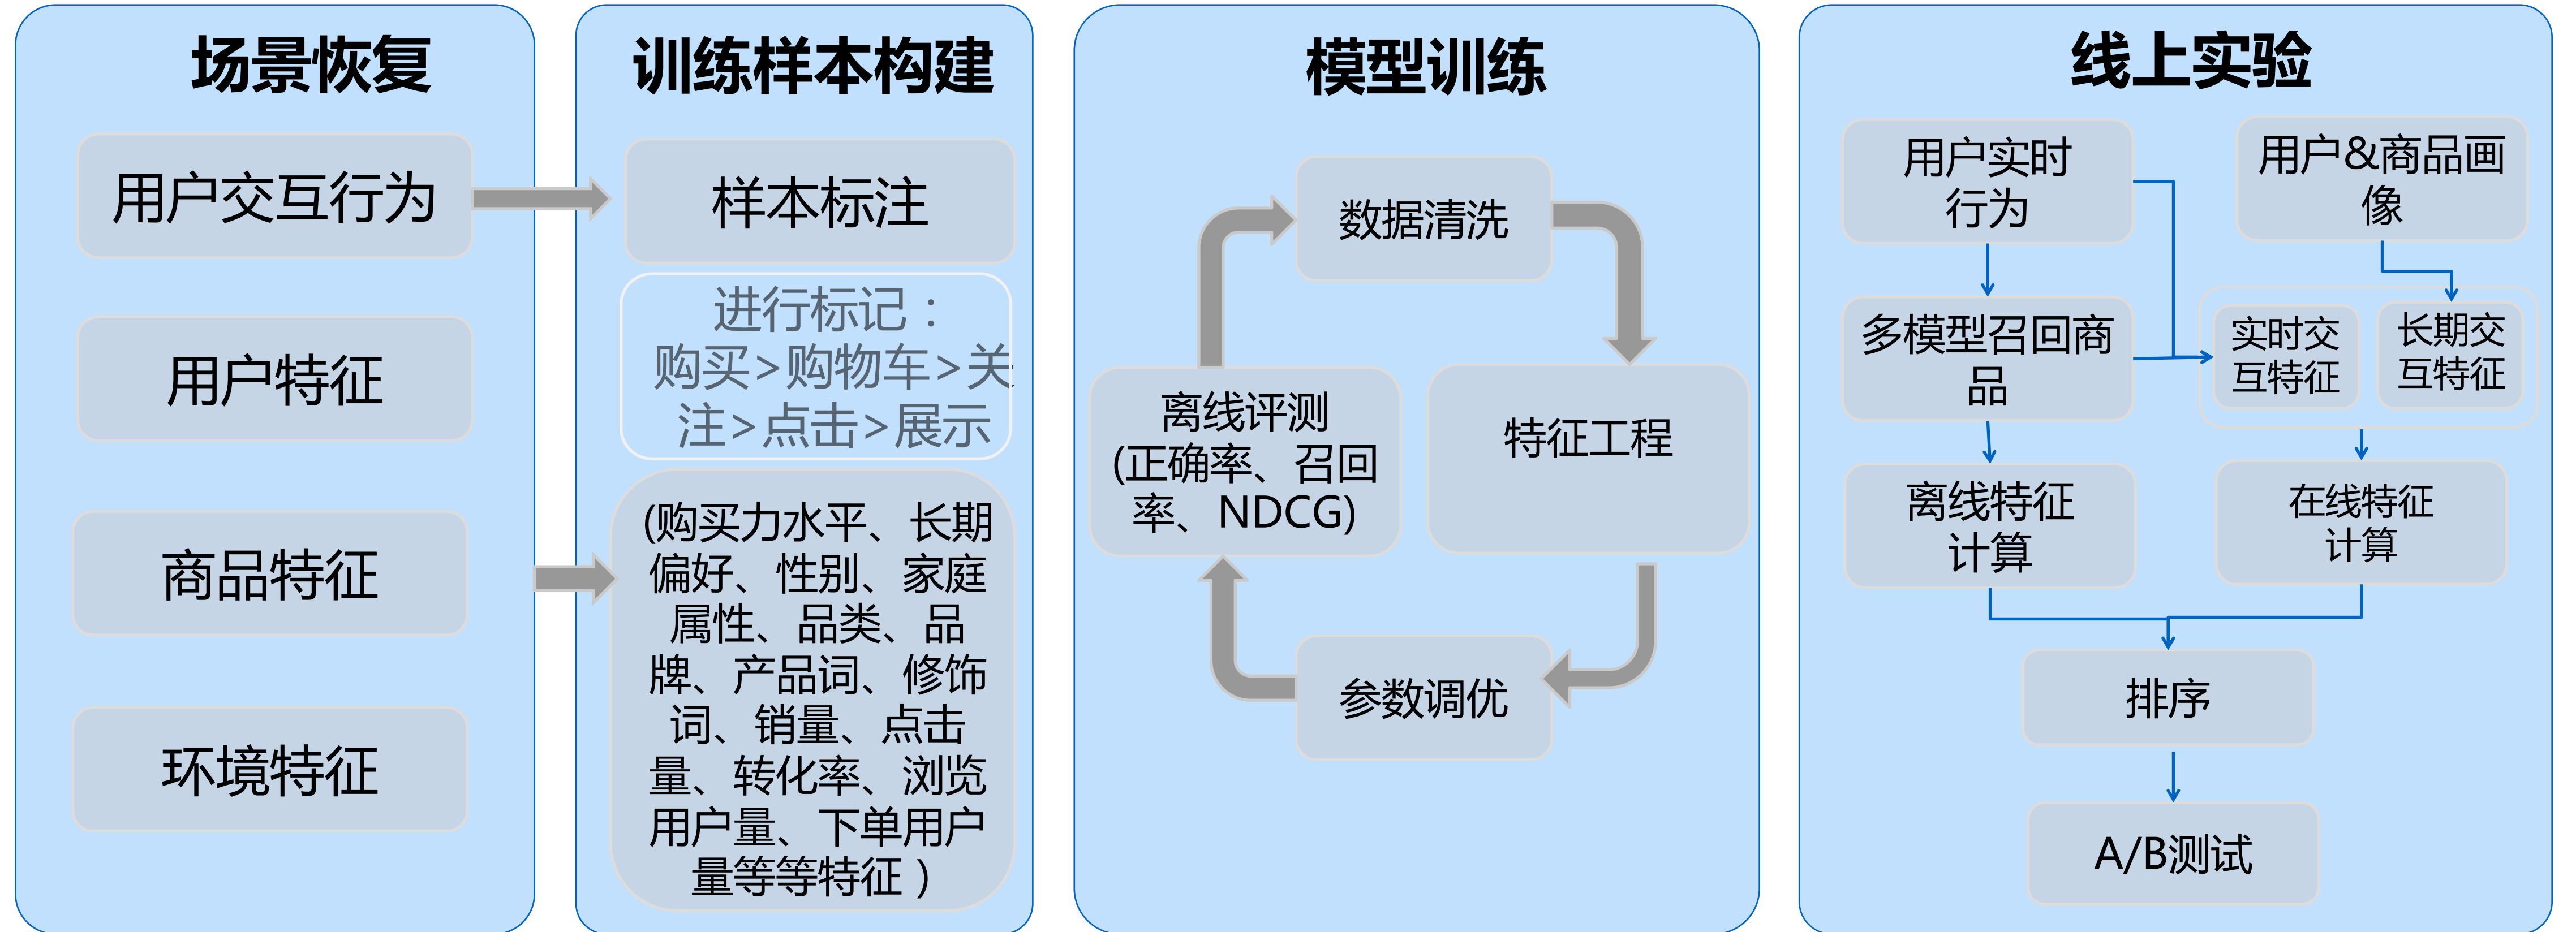 场景恢复
用户交互行为
用户特征
商品特征
环境特征
训练样本构建
样本标注
进行标记：
购买>购物车>关
注>点击>展示
(购买力水平、长期
偏好、性别、家庭
属性、品类、品
牌、产品词、修饰
词、销量、点击
量、转化率、浏览
用户量、下单用户
量等等特征）
模型训练
数据清洗
特征工程
参数调优
离线评测
(正确率、召回
率、NDCG)
线上实验
用户实时
行为
用户&商品画
像
多模型召回商
品
实时交
互特征
长期交
互特征
离线特征
计算
在线特征
计算
排序
A/B测试